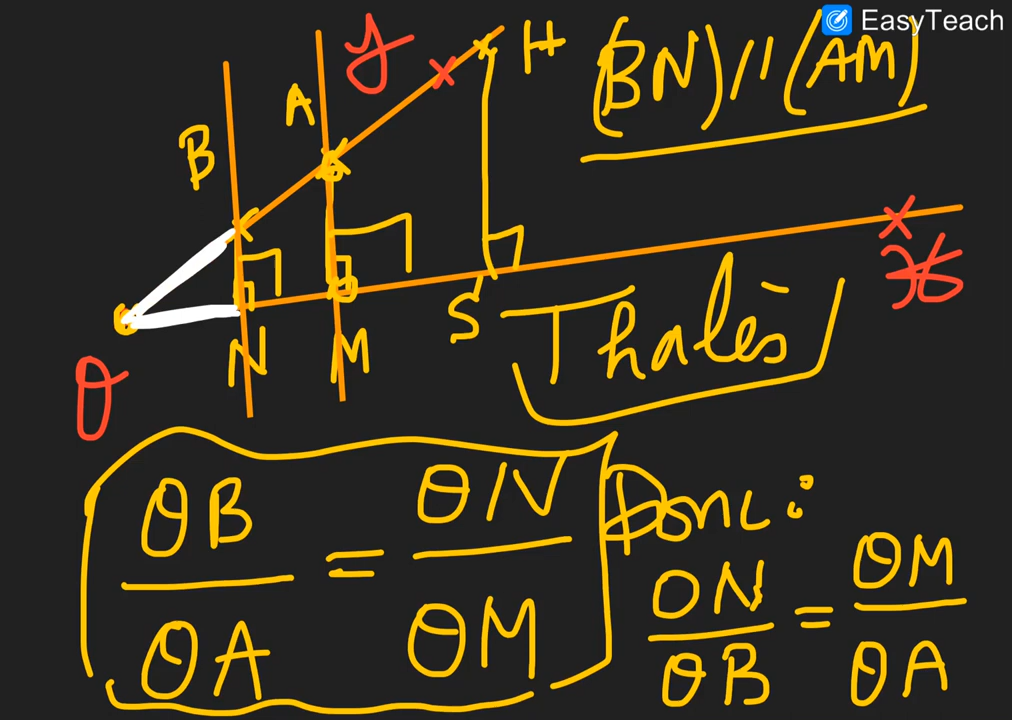 EasyTeach
y
H
(BN) // (AM)
A
B
x
S
N
M
Thalès
O
OB
OA
=
ON
OM
Donc :
ON
OB
=
OM
OA